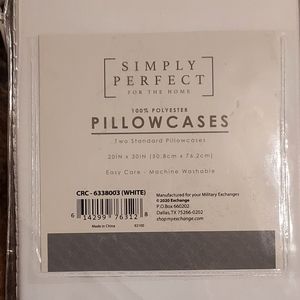 SIMPLY
PERFECT
FOR THE HOME
100% POLYESTER
PILLOWCASES
Two Standard Pillowcases
20IN x 30IN (50.8cm x 76.2cm)
Easy Care - Machine Washable
CRC - 6338003 (WHITE)
6 14299 76312 8
Made in China
Manufactured for your Military Exchanges
© 2020 Exchange
P.O.Box 660202
Dallas, TX 75266-0202
shopmyexchange.com